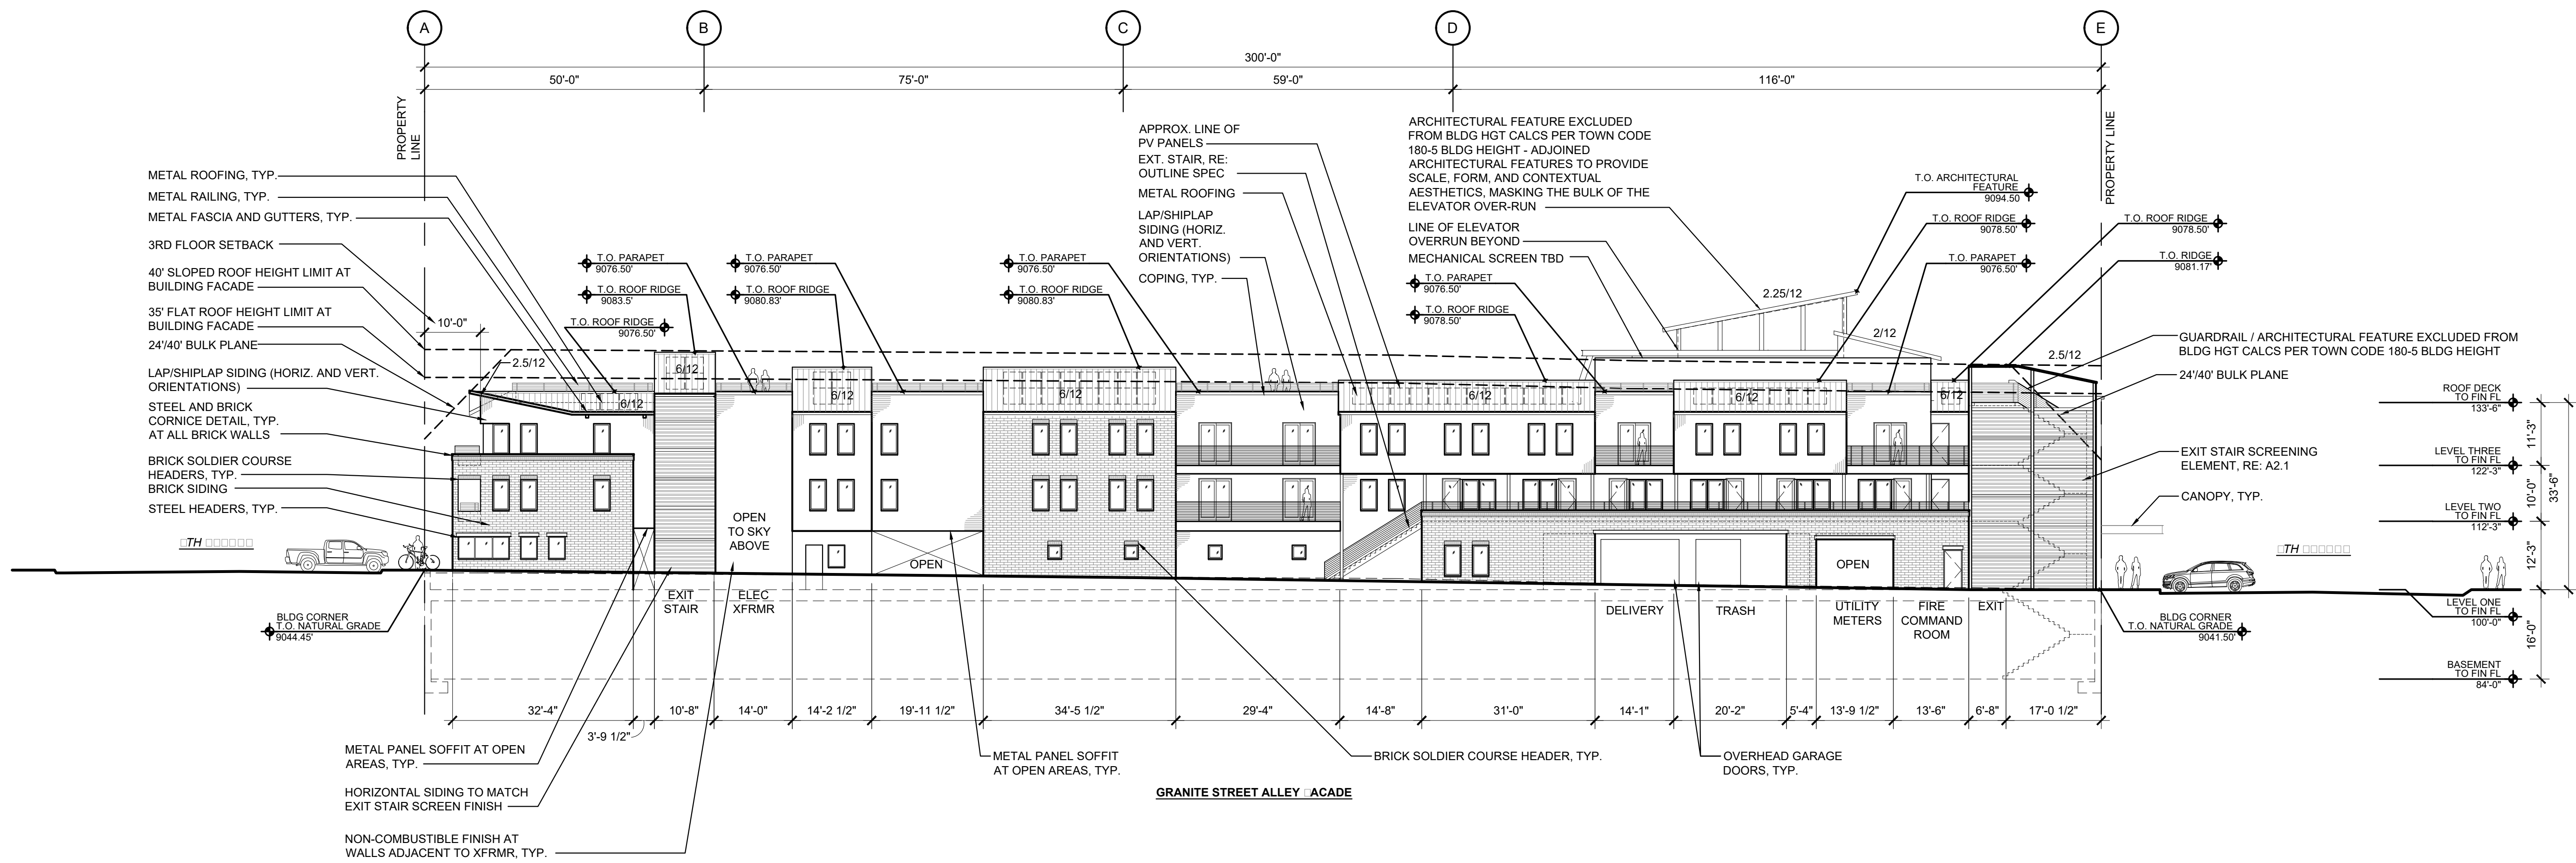 A
B
C
D
E
300'-0"
50'-0"
75'-0"
59'-0"
116'-0"
PROPERTY
LINE
PROPERTY LINE
METAL ROOFING, TYP.
METAL RAILING, TYP.
METAL FASCIA AND GUTTERS, TYP.
3RD FLOOR SETBACK
40' SLOPED ROOF HEIGHT LIMIT AT
BUILDING FACADE
35' FLAT ROOF HEIGHT LIMIT AT
BUILDING FACADE
24'/40' BULK PLANE
LAP/SHIPLAP SIDING (HORIZ. AND VERT.
ORIENTATIONS)
STEEL AND BRICK
CORNICE DETAIL, TYP.
AT ALL BRICK WALLS
BRICK SOLDIER COURSE
HEADERS, TYP.
BRICK SIDING
STEEL HEADERS, TYP.
10'-0"
2.5/12
T.O. PARAPET
9076.50'
T.O. ROOF RIDGE
9083.5'
T.O. ROOF RIDGE
9076.50'
T.O. PARAPET
9076.50'
T.O. ROOF RIDGE
9080.83'
T.O. PARAPET
9076.50'
T.O. ROOF RIDGE
9080.83'
APPROX. LINE OF
PV PANELS
EXT. STAIR, RE:
OUTLINE SPEC
METAL ROOFING
LAP/SHIPLAP
SIDING (HORIZ.
AND VERT.
ORIENTATIONS)
COPING, TYP.
ARCHITECTURAL FEATURE EXCLUDED
FROM BLDG HGT CALCS PER TOWN CODE
180-5 BLDG HEIGHT - ADJOINED
ARCHITECTURAL FEATURES TO PROVIDE
SCALE, FORM, AND CONTEXTUAL
AESTHETICS, MASKING THE BULK OF THE
ELEVATOR OVER-RUN
LINE OF ELEVATOR
OVERRUN BEYOND
MECHANICAL SCREEN TBD
T.O. PARAPET
9076.50'
T.O. ROOF RIDGE
9078.50'
T.O. ARCHITECTURAL
FEATURE
9094.50
T.O. ROOF RIDGE
9078.50'
T.O. PARAPET
9076.50'
T.O. ROOF RIDGE
9078.50'
T.O. RIDGE
9081.17'
2.25/12
2/12
2.5/12
GUARDRAIL / ARCHITECTURAL FEATURE EXCLUDED FROM
BLDG HGT CALCS PER TOWN CODE 180-5 BLDG HEIGHT
24'/40' BULK PLANE
EXIT STAIR SCREENING
ELEMENT, RE: A2.1
CANOPY, TYP.
6/12
6/12
6/12
6/12
6/12
6/12
6/12
OPEN
TO SKY
ABOVE
OPEN
OPEN
□TH □□□□□□
□TH □□□□□□
ROOF DECK
TO FIN FL
133'-6"
LEVEL THREE
TO FIN FL
122'-3"
LEVEL TWO
TO FIN FL
112'-3"
LEVEL ONE
TO FIN FL
100'-0"
BASEMENT
TO FIN FL
84'-0"
11'-3"
10'-0"
12'-3"
16'-0"
33'-6"
BLDG CORNER
T.O. NATURAL GRADE
9044.45'
BLDG CORNER
T.O. NATURAL GRADE
9041.50'
EXIT
STAIR
ELEC
XFRMR
DELIVERY
TRASH
UTILITY
METERS
FIRE
COMMAND
ROOM
EXIT
32'-4"
3'-9 1/2"
10'-8"
14'-0"
14'-2 1/2"
19'-11 1/2"
34'-5 1/2"
29'-4"
14'-8"
31'-0"
14'-1"
20'-2"
5'-4"
13'-9 1/2"
13'-6"
6'-8"
17'-0 1/2"
METAL PANEL SOFFIT AT OPEN
AREAS, TYP.
HORIZONTAL SIDING TO MATCH
EXIT STAIR SCREEN FINISH
NON-COMBUSTIBLE FINISH AT
WALLS ADJACENT TO XFRMR, TYP.
METAL PANEL SOFFIT
AT OPEN AREAS, TYP.
BRICK SOLDIER COURSE HEADER, TYP.
OVERHEAD GARAGE
DOORS, TYP.
GRANITE STREET ALLEY □ACADE